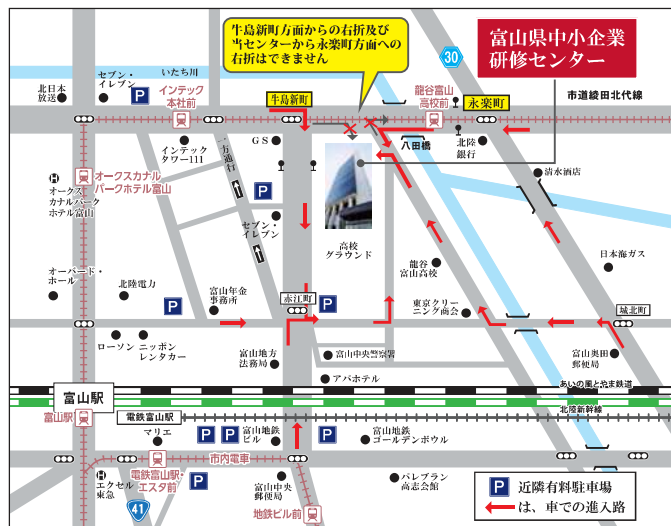 牛島新町方面からの右折及び
当センターから永楽町方面への
右折はできません
富山県中小企業
研修センター
30
セブン・
イレブン
いたち川
北日本
放送
P
インテック
本社前
牛島新町
龍谷富山
高校前
永楽町
市道綾田北代線
インテック
タワー111
一方通行
GS
八田橋
北陸
銀行
清水酒店
オークスカナル
パークホテル富山
H
オークス
カナルパーク
ホテル富山
P
セブン・
イレブン
高校
グラウンド
龍谷
富山高校
日本海ガス
オーバード・
ホール
北陸電力
P
富山年金
事務所
赤江町
P
東京クリー
ニング商会
城北町
ローソン
ニッポン
レンタカー
富山地方
法務局
富山中央警察署
富山奥田
郵便局
アパホテル
あいの風とやま鉄道
富山駅
北陸新幹線
富山駅
電鉄富山駅
マリエ
P
P
富山地鉄
ビル
P
富山地鉄
ゴールデンボウル
市内電車
電鉄富山駅・
エスタ前
H
エクセル
東急
P
富山中央
郵便局
パレブラン
高志会館
41
地鉄ビル前
P 近隣有料駐車場
は、車での進入路